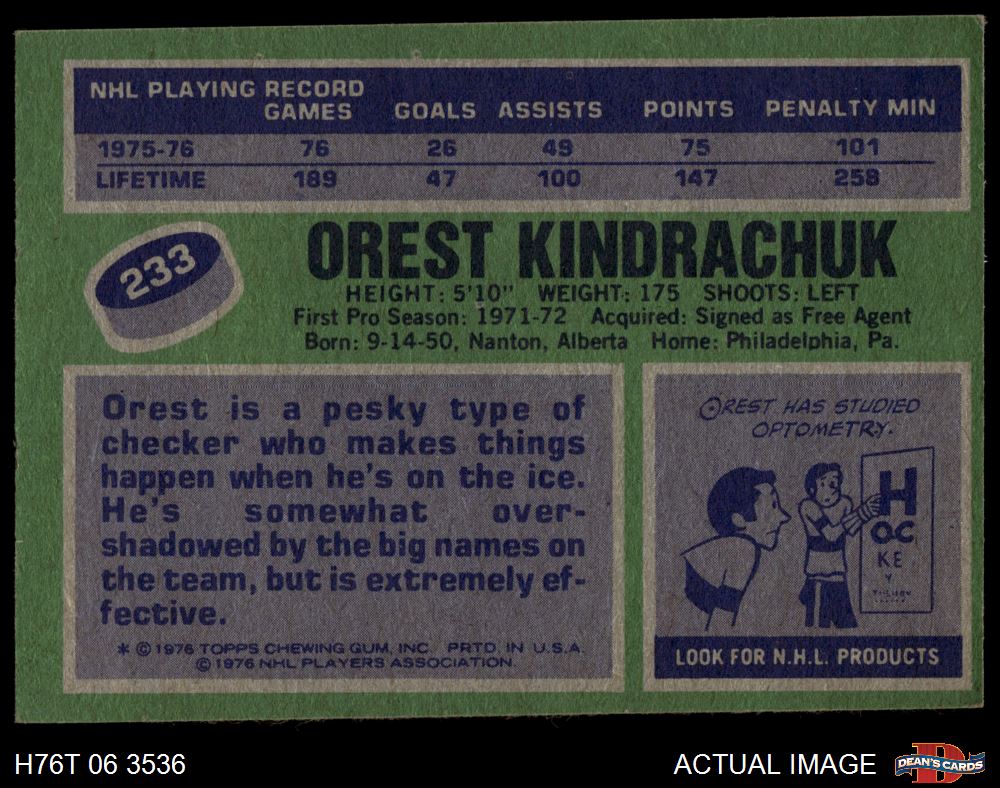 NHL PLAYING RECORD
GAMES GOALS ASSISTS POINTS PENALTY MIN
1975-76 76 26 49 75 101
LIFETIME 189 47 100 147 258
233
OREST KINDRACHUK
HEIGHT: 5'10" WEIGHT: 175 SHOOTS: LEFT
First Pro Season: 1971-72 Acquired: Signed as Free Agent
Born: 9-14-50, Nanton, Alberta Home: Philadelphia, Pa.
Orest is a pesky type of
checker who makes things
happen when he's on the ice.
He's somewhat over-
shadowed by the big names on
the team, but is extremely ef-
fective.
* © 1976 TOPPS CHEWING GUM, INC. PRTD. IN U.S.A.
© 1976 NHL PLAYERS ASSOCIATION.
OREST HAS STUDIED
OPTOMETRY.
H
OC
KE
Y
LOOK FOR N.H.L. PRODUCTS
H76T 06 3536
ACTUAL IMAGE
D
DEAN'S CARDS